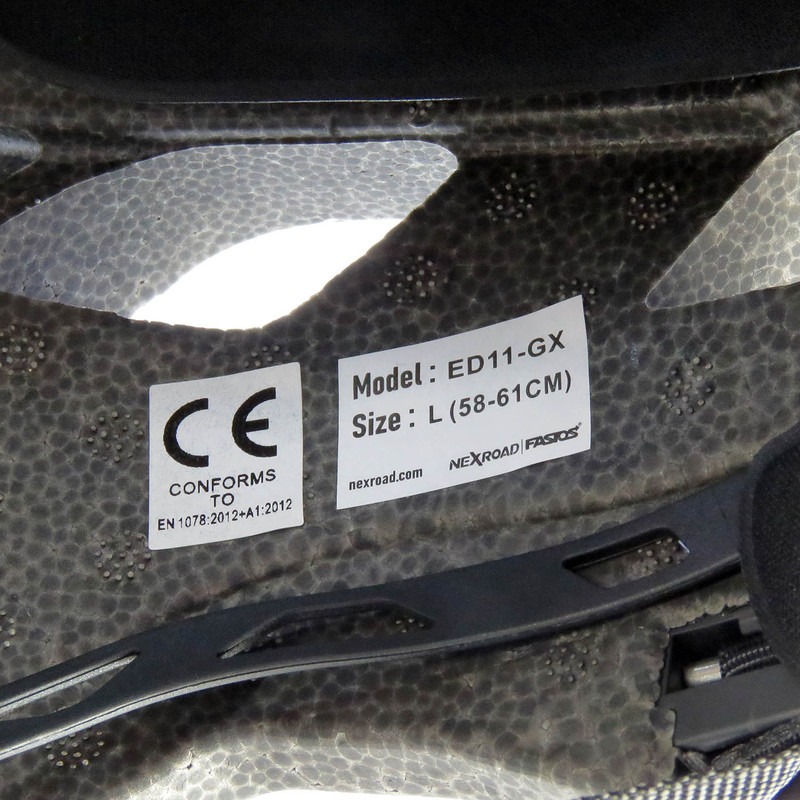 CE
CONFORMS
TO
EN 1078:2012+A1:2012
Model : ED11-GX
Size : L (58-61CM)
nexroad.com NEXROAD | FASTOS